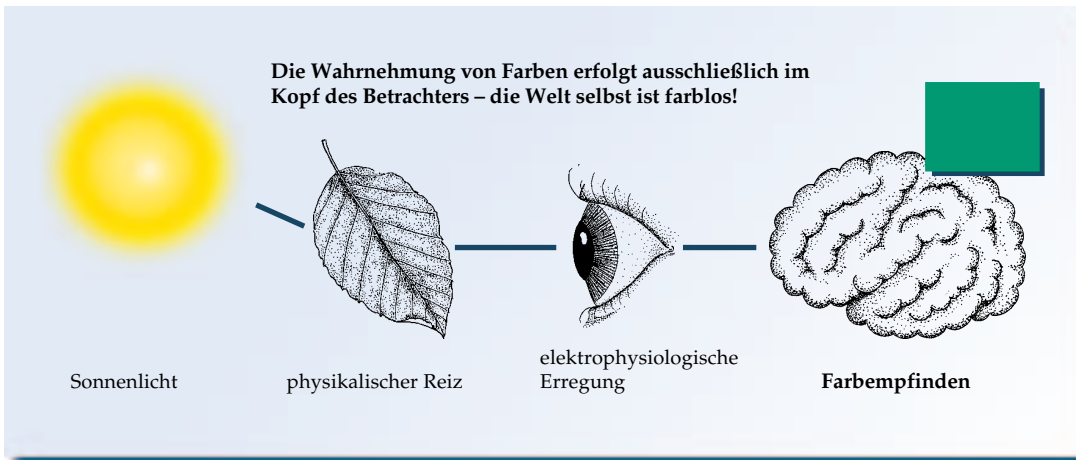 Die Wahrnehmung von Farben erfolgt ausschließlich im
Kopf des Betrachters – die Welt selbst ist farblos!
Sonnenlicht
physikalischer Reiz
elektrophysiologische
Erregung
Farbempfinden